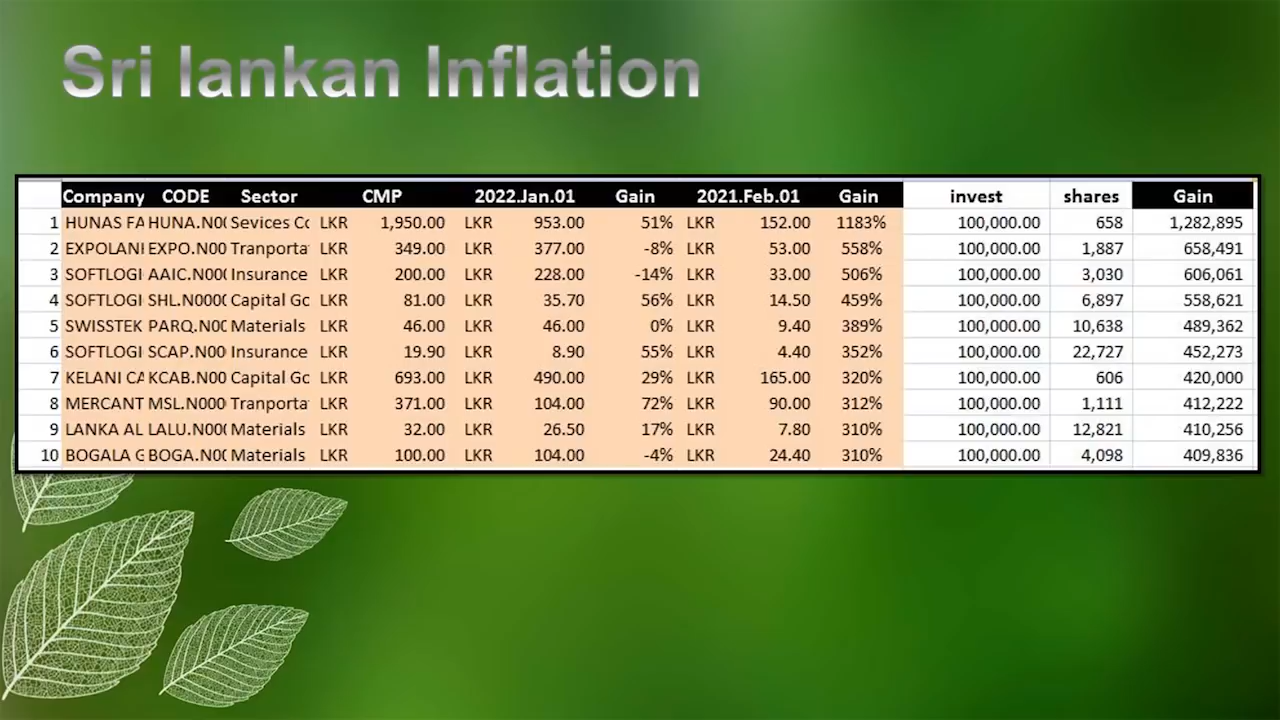 Sri lankan Inflation
Company CODE Sector CMP 2022.Jan.01 Gain 2021.Feb.01 Gain invest shares Gain
1 HUNAS FA HUNA.N0( Sevices Co LKR 1,950.00 LKR 953.00 51% LKR 152.00 1183% 100,000.00 658 1,282,895
2 EXPOLANI EXPO.N00 Tranporta LKR 349.00 LKR 377.00 -8% LKR 53.00 558% 100,000.00 1,887 658,491
3 SOFTLOGI AAIC.N00( Insurance LKR 200.00 LKR 228.00 -14% LKR 33.00 506% 100,000.00 3,030 606,061
4 SOFTLOGI SHL.N000( Capital Go LKR 81.00 LKR 35.70 56% LKR 14.50 459% 100,000.00 6,897 558,621
5 SWISSTEK PARQ.N0( Materials LKR 46.00 LKR 46.00 0% LKR 9.40 389% 100,000.00 10,638 489,362
6 SOFTLOGI SCAP.N00 Insurance LKR 19.90 LKR 8.90 55% LKR 4.40 352% 100,000.00 22,727 452,273
7 KELANI CA KCAB.N00 Capital Go LKR 693.00 LKR 490.00 29% LKR 165.00 320% 100,000.00 606 420,000
8 MERCANT MSL.N000 Tranporta LKR 371.00 LKR 104.00 72% LKR 90.00 312% 100,000.00 1,111 412,222
9 LANKA AL LALU.N00( Materials LKR 32.00 LKR 26.50 17% LKR 7.80 310% 100,000.00 12,821 410,256
10 BOGALA G BOGA.N0( Materials LKR 100.00 LKR 104.00 -4% LKR 24.40 310% 100,000.00 4,098 409,836